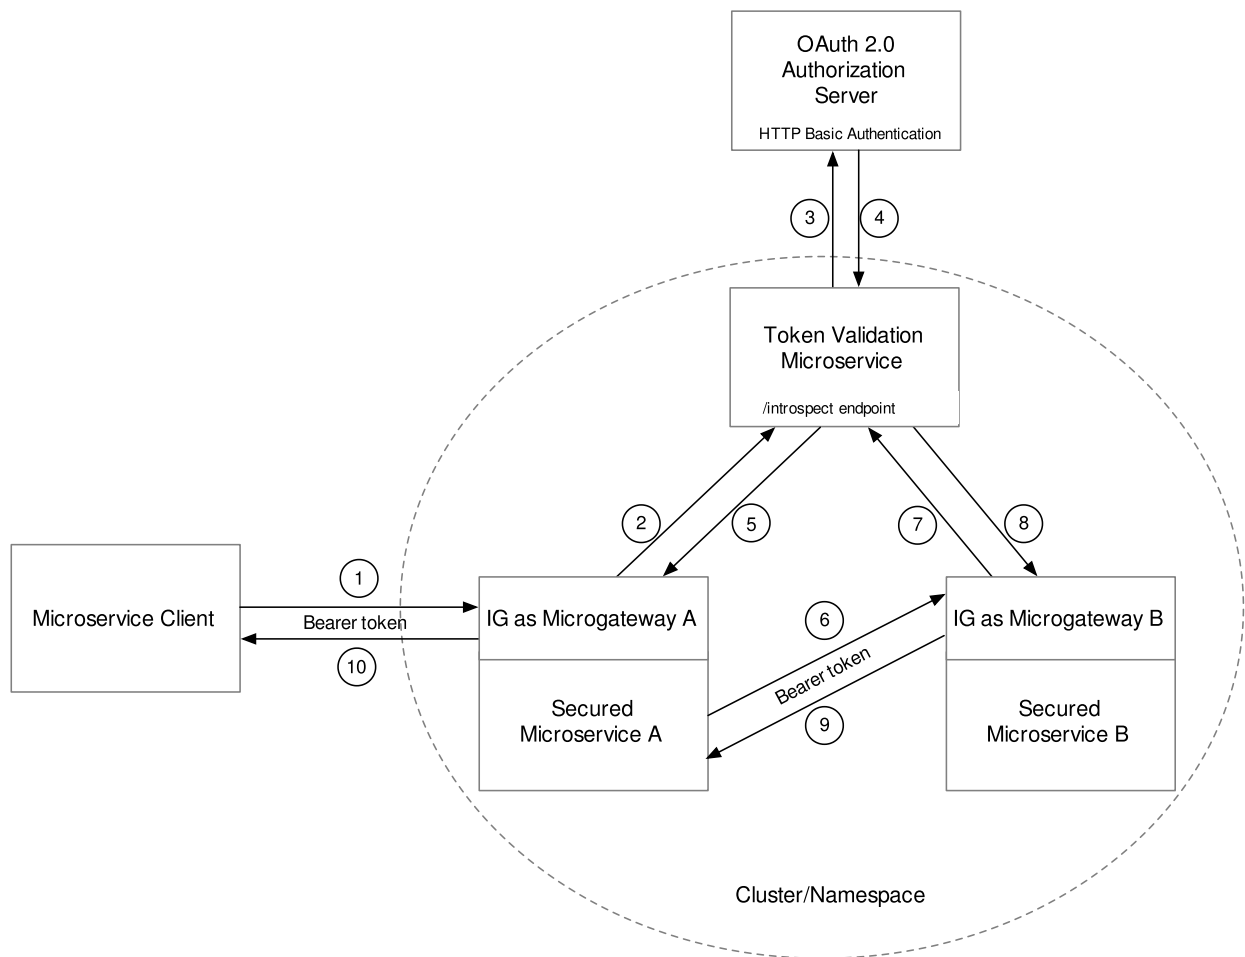 OAuth 2.0
Authorization
Server
HTTP Basic Authentication
3
4
Token Validation
Microservice
/introspect endpoint
2
5
7
8
1
Microservice Client
Bearer token
10
IG as Microgateway A
6
Bearer token
9
IG as Microgateway B
Secured
Microservice A
Secured
Microservice B
Cluster/Namespace